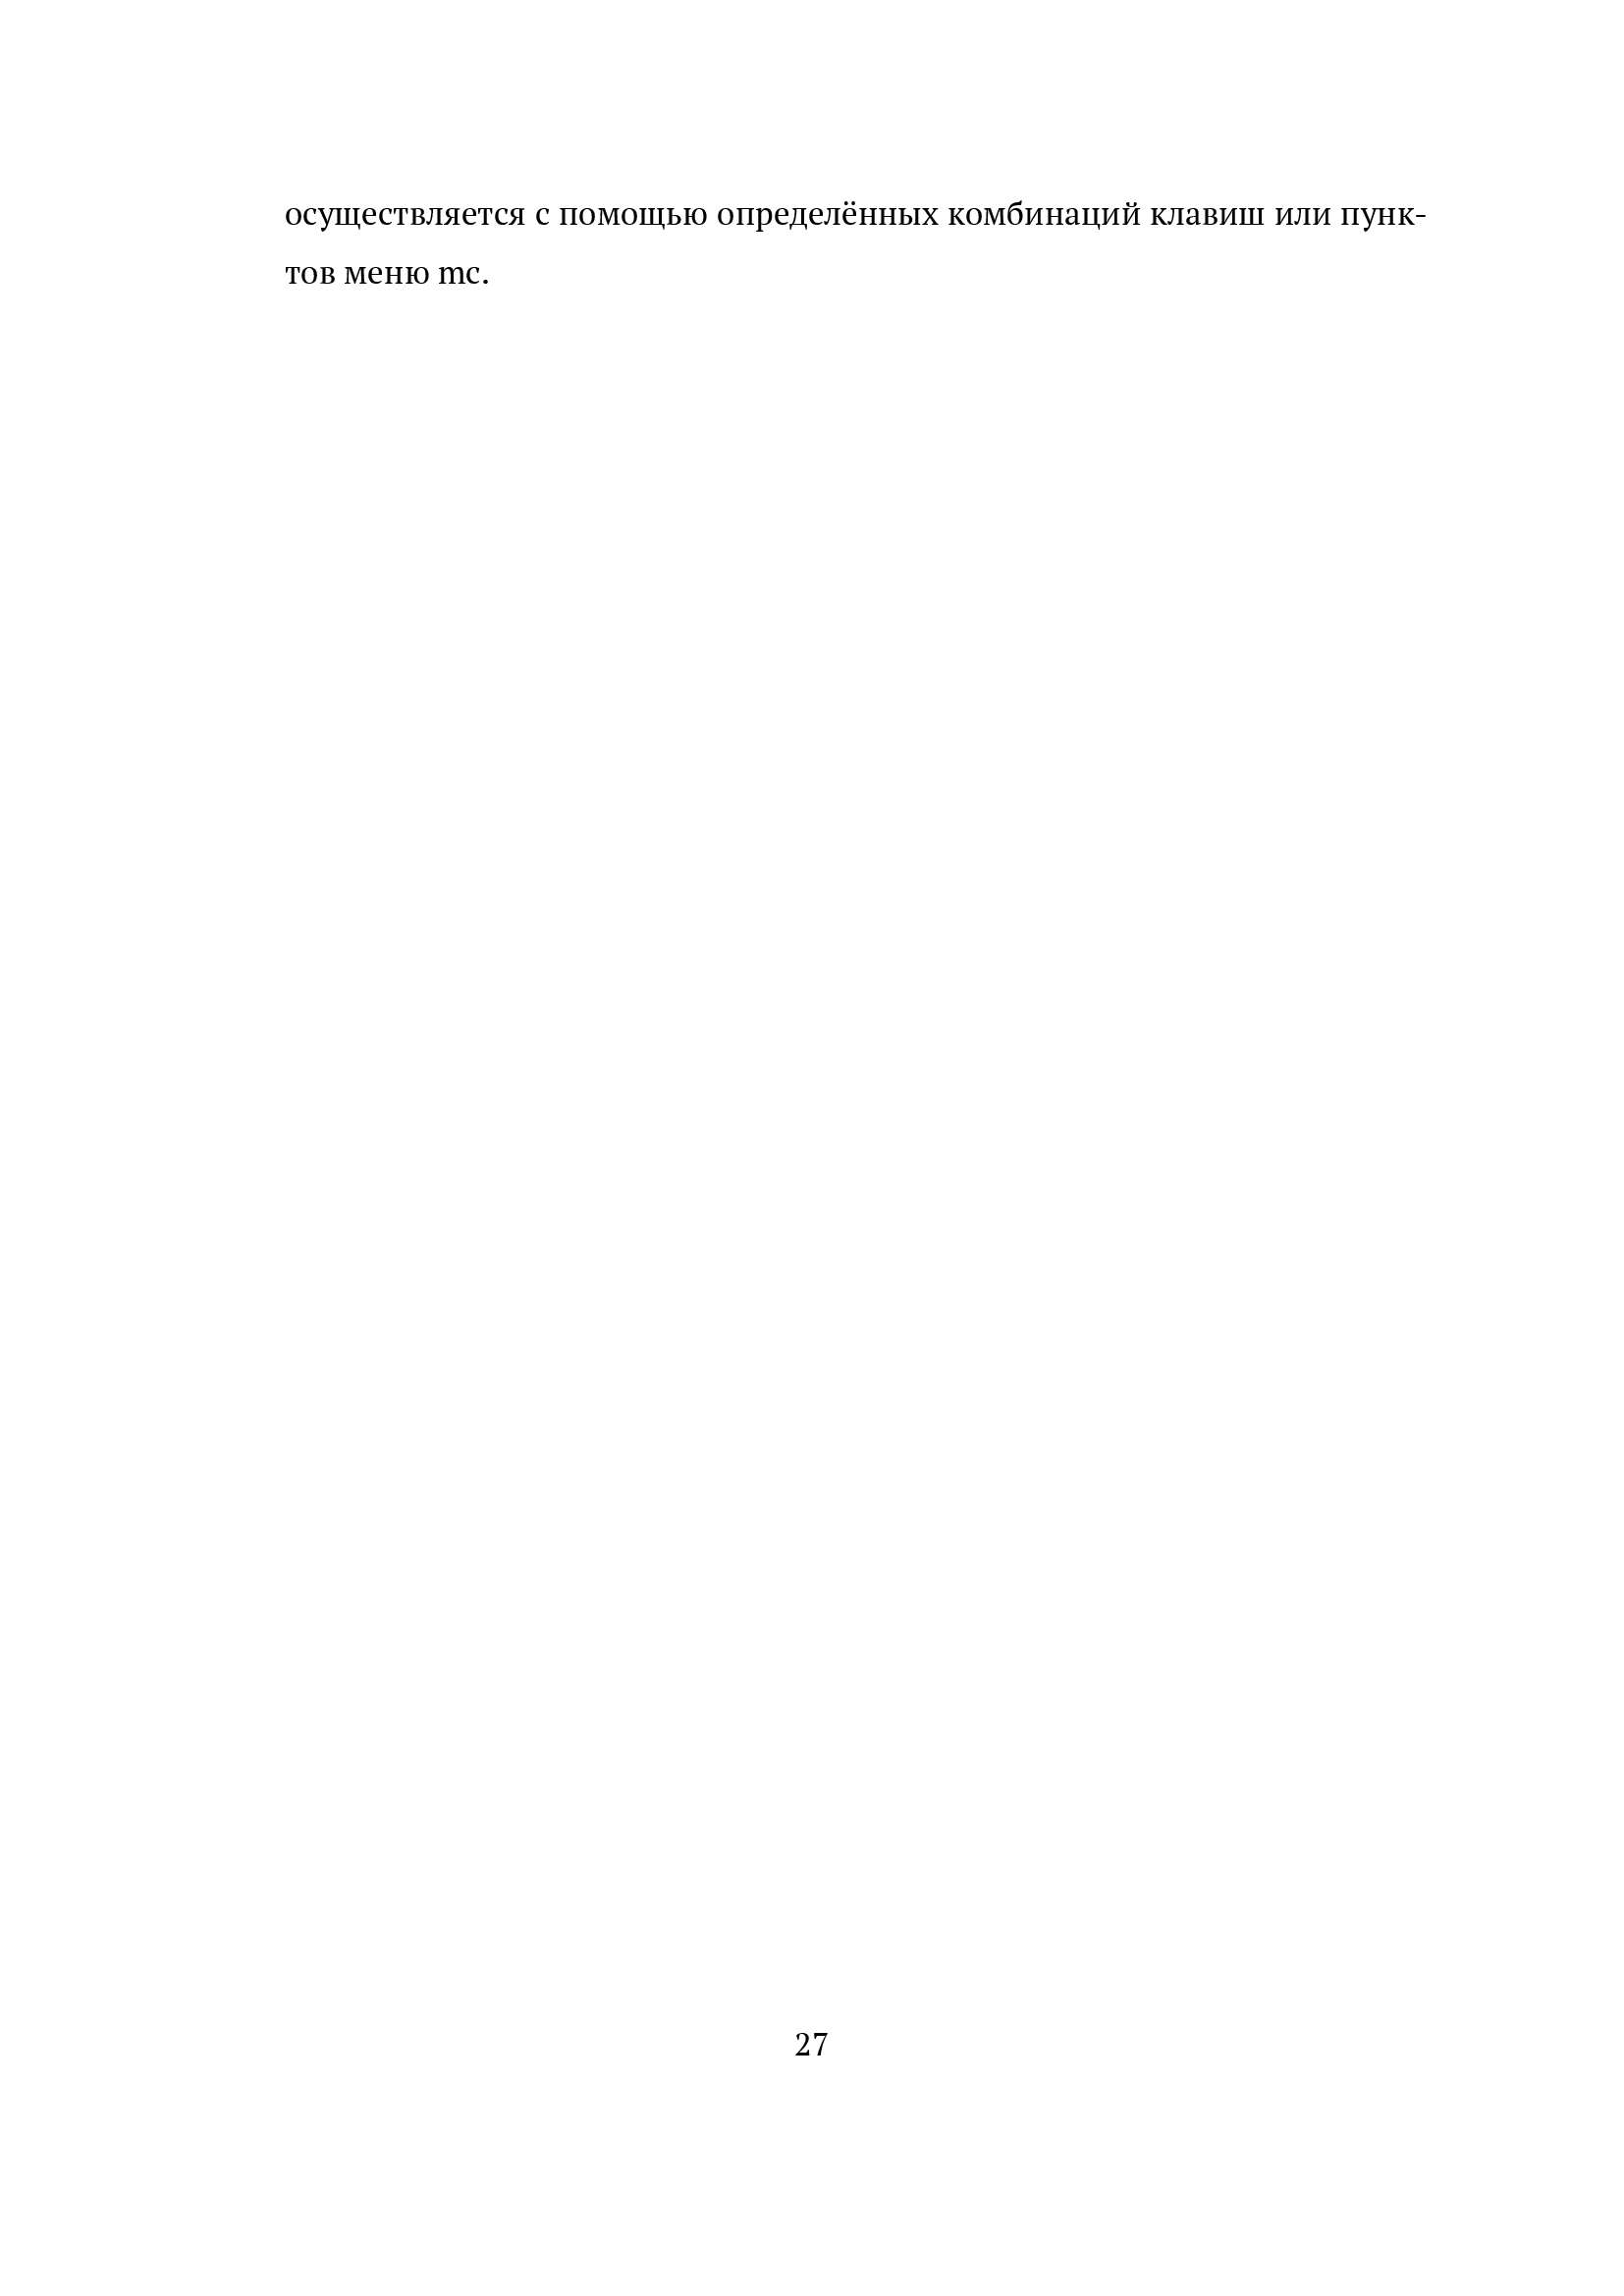 осуществляется с помощью определённых комбинаций клавиш или пунк-
тов меню mc.
27